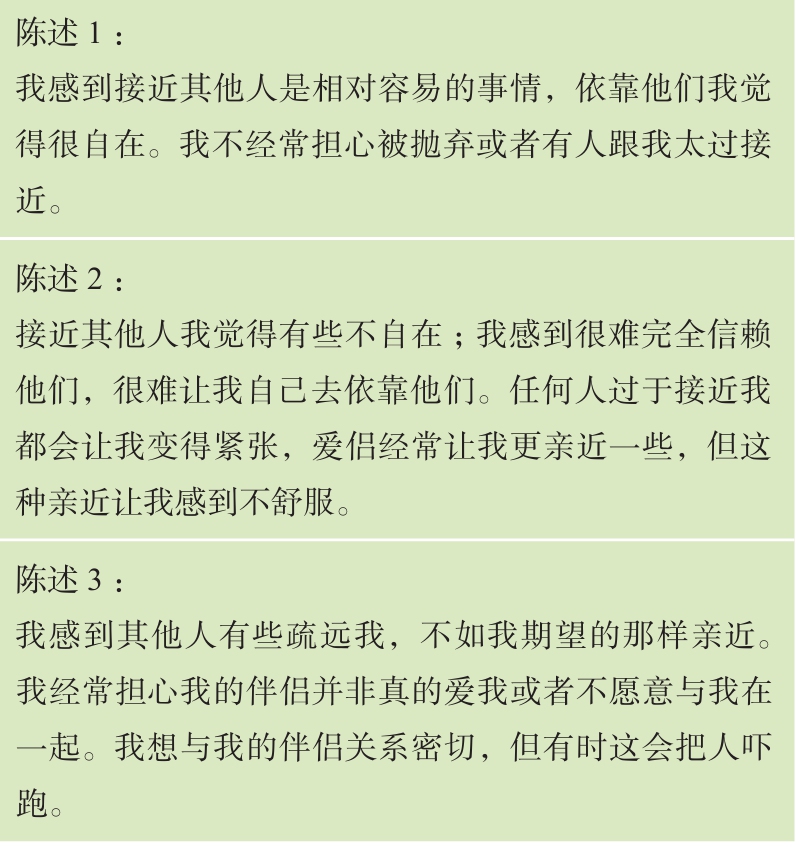 陈述 1：
我感到接近其他人是相对容易的事情，依靠他们我觉
得很自在。我不经常担心被抛弃或者有人跟我太过接
近。
陈述 2：
接近其他人我觉得有些不自在；我感到很难完全信赖
他们，很难让我自己去依靠他们。任何人过于接近我
都会让我变得紧张，爱侣经常让我更亲近一些，但这
种亲近让我感到不舒服。
陈述 3：
我感到其他人有些疏远我，不如我期望的那样亲近。
我经常担心我的伴侣并非真的爱我或者不愿意与我在
一起。我想与我的伴侣关系密切，但有时这会把人吓
跑。